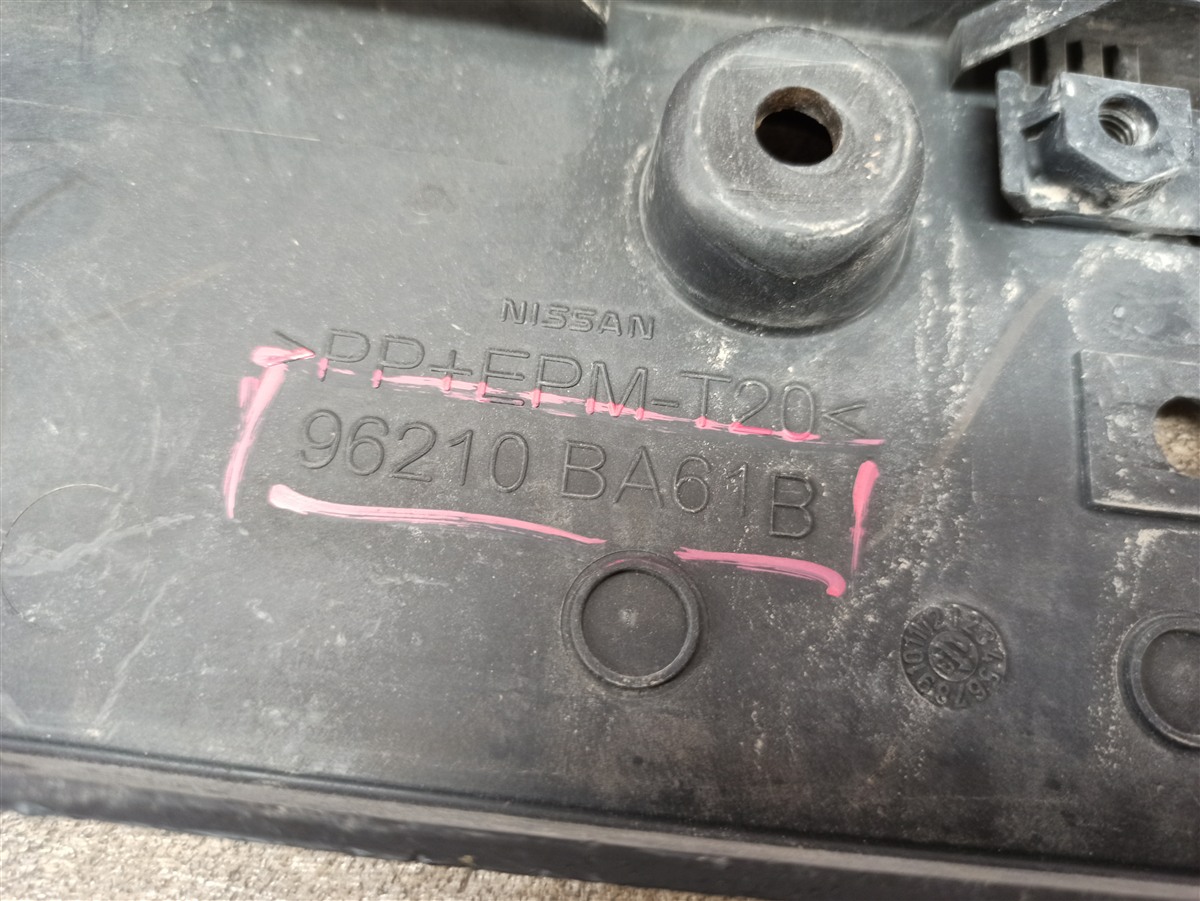 NISSAN
>PP+EPM-T20<
96210 BA61B